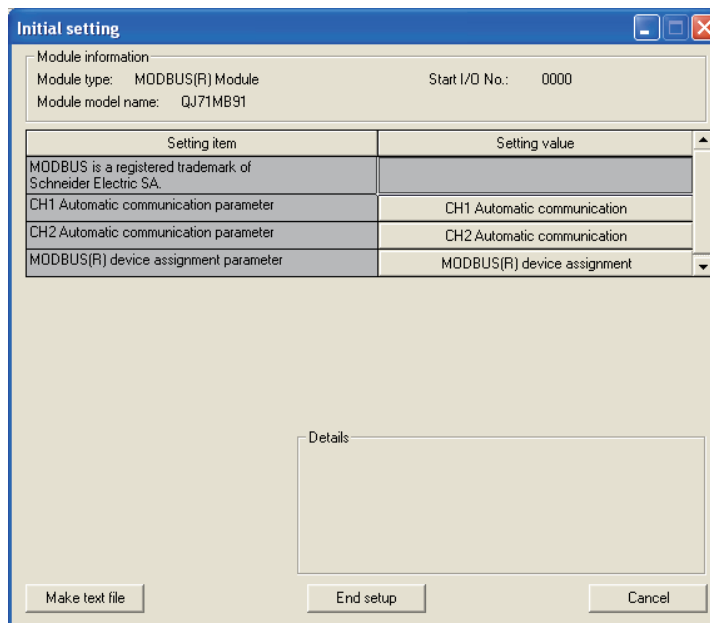 Initial setting
Module information
Module type: MODBUS(R) Module Start I/O No.: 0000
Module model name: QJ71MB91
Setting item Setting value
MODBUS is a registered trademark of
Schneider Electric SA.
CH1 Automatic communication parameter CH1 Automatic communication
CH2 Automatic communication parameter CH2 Automatic communication
MODBUS(R) device assignment parameter MODBUS(R) device assignment
Details
Make text file End setup Cancel